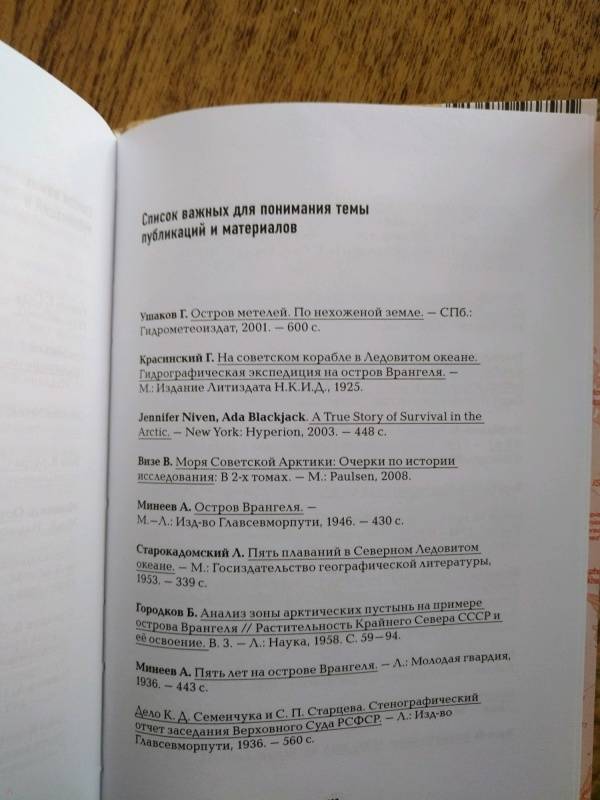 Список важных для понимания темы
публикаций и материалов
Ушаков Г. Остров метелей. По нехоженой земле. — СПб.:
Гидрометеоиздат, 2001. — 600 с.
Красинский Г. На советском корабле в Ледовитом океане.
Гидрографическая экспедиция на остров Врангеля. —
М.: Издание Литиздата Н.К.И.Д., 1925.
Jennifer Niven, Ada Blackjack. A True Story of Survival in the
Arctic. — New York: Hyperion, 2003. — 448 с.
Визе В. Моря Советской Арктики: Очерки по истории
исследования: В 2-х томах. — М.: Paulsen, 2008.
Минеев А. Остров Врангеля. —
М.–Л.: Изд-во Главсевморпути, 1946. — 430 с.
Старокадомский Л. Пять плаваний в Северном Ледовитом
океане. — М.: Госиздательство географической литературы,
1953. — 339 с.
Городков Б. Анализ зоны арктических пустынь на примере
острова Врангеля // Растительность Крайнего Севера СССР и
её освоение. В. 3. — Л.: Наука, 1958. С. 59–94.
Минеев А. Пять лет на острове Врангеля. — Л.: Молодая гвардия,
1936. — 443 с.
Дело К. Д. Семенчука и С. П. Старцева. Стенографический
отчет заседания Верховного Суда РСФСР. — Л.: Изд-во
Главсевморпути, 1936. — 560 с.